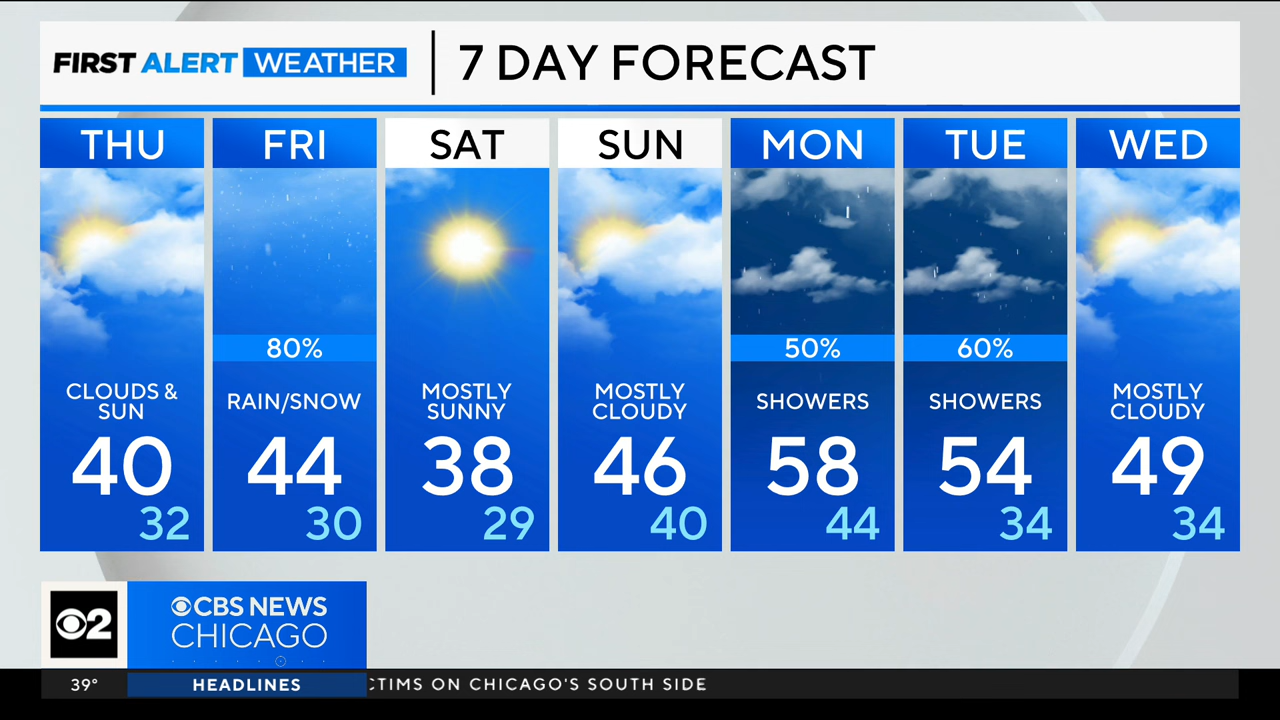 FIRST ALERT WEATHER
7 DAY FORECAST
THU
CLOUDS &
SUN
40
32
FRI
80%
RAIN/SNOW
44
30
SAT
MOSTLY
SUNNY
38
29
SUN
MOSTLY
CLOUDY
46
40
MON
50%
SHOWERS
58
44
TUE
60%
SHOWERS
54
34
WED
MOSTLY
CLOUDY
49
34
2
CBS NEWS
CHICAGO
39°
HEADLINES
CTIMS ON CHICAGO'S SOUTH SIDE